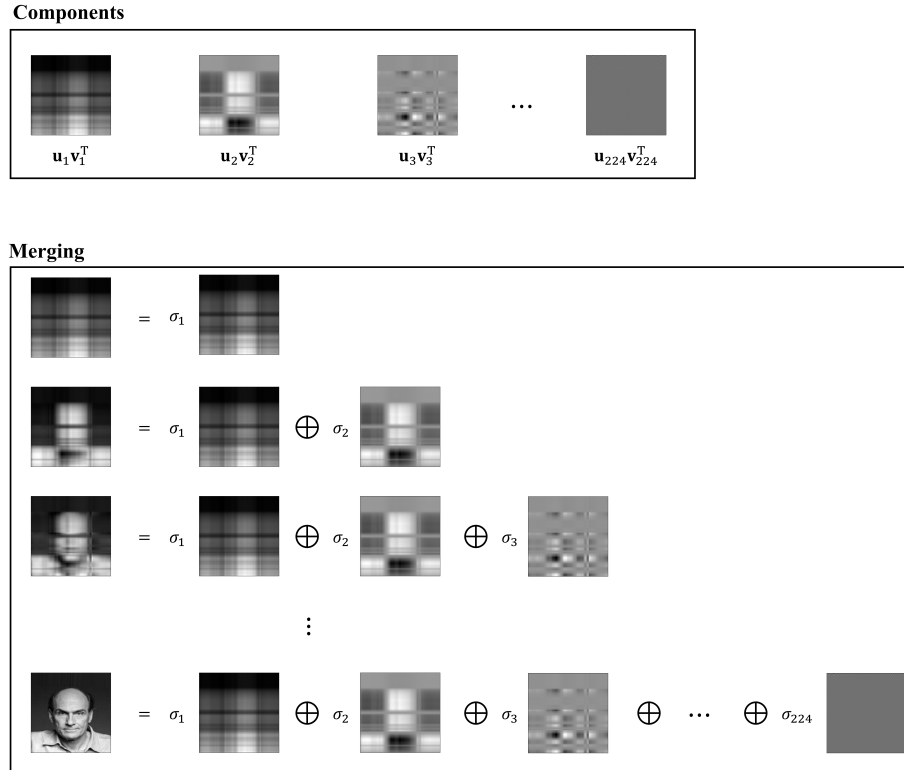 Components
...
u₁v₁ᵀ u₂v₂ᵀ u₃v₃ᵀ u₂₂₄v₂₂₄ᵀ
Merging
= σ₁
= σ₁ ⊕ σ₂
= σ₁ ⊕ σ₂ ⊕ σ₃
⋮
= σ₁ ⊕ σ₂ ⊕ σ₃ ⊕ ... ⊕ σ₂₂₄